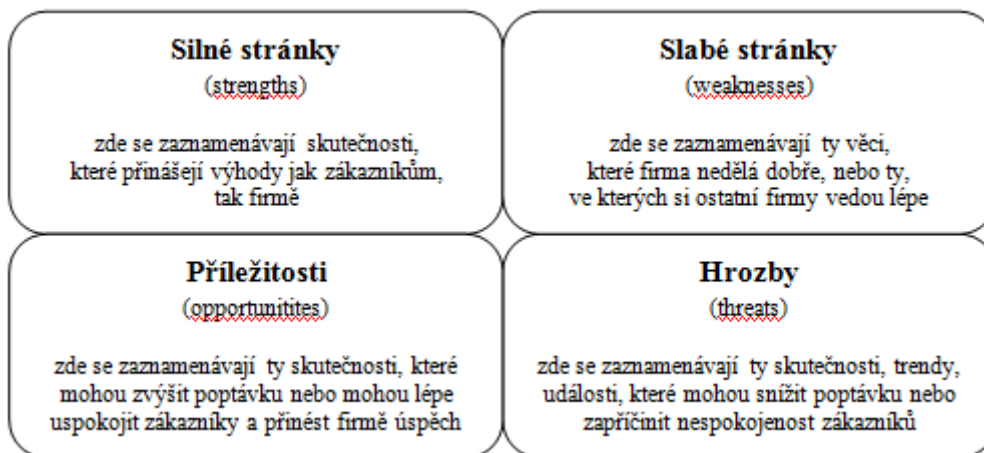 Silné stránky
(strengths)
zde se zaznamenávají skutečnosti,
které přinášejí výhody jak zákazníkům,
tak firmě
Slabé stránky
(weaknesses)
zde se zaznamenávají ty věci,
které firma nedělá dobře, nebo ty,
ve kterých si ostatní firmy vedou lépe
Příležitosti
(opportunitites)
zde se zaznamenávají ty skutečnosti, které
mohou zvýšit poptávku nebo mohou lépe
uspokojit zákazníky a přinést firmě úspěch
Hrozby
(threats)
zde se zaznamenávají ty skutečnosti, trendy,
události, které mohou snížit poptávku nebo
zapříčinit nespokojenost zákazníků